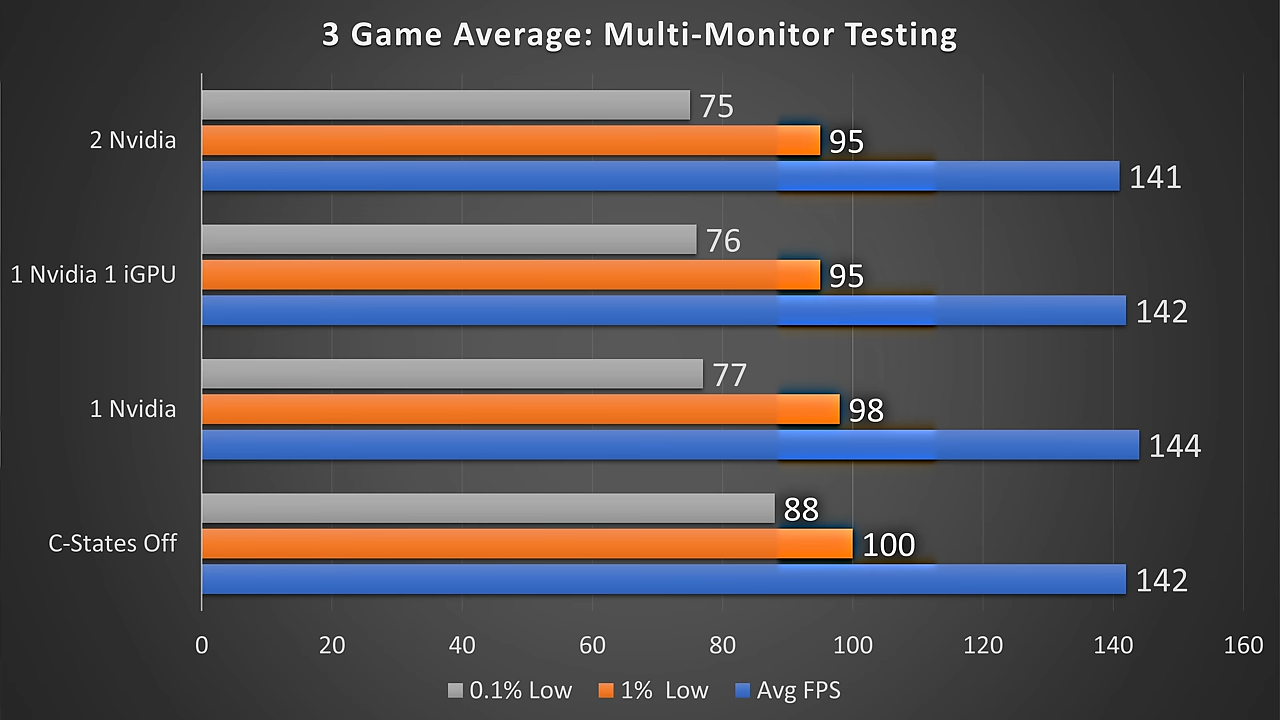 3 Game Average: Multi-Monitor Testing
75
2 Nvidia
95
141
76
1 Nvidia 1 iGPU
95
142
77
1 Nvidia
98
144
88
C-States Off
100
142
0 20 40 60 80 100 120 140 160
0.1% Low 1% Low Avg FPS